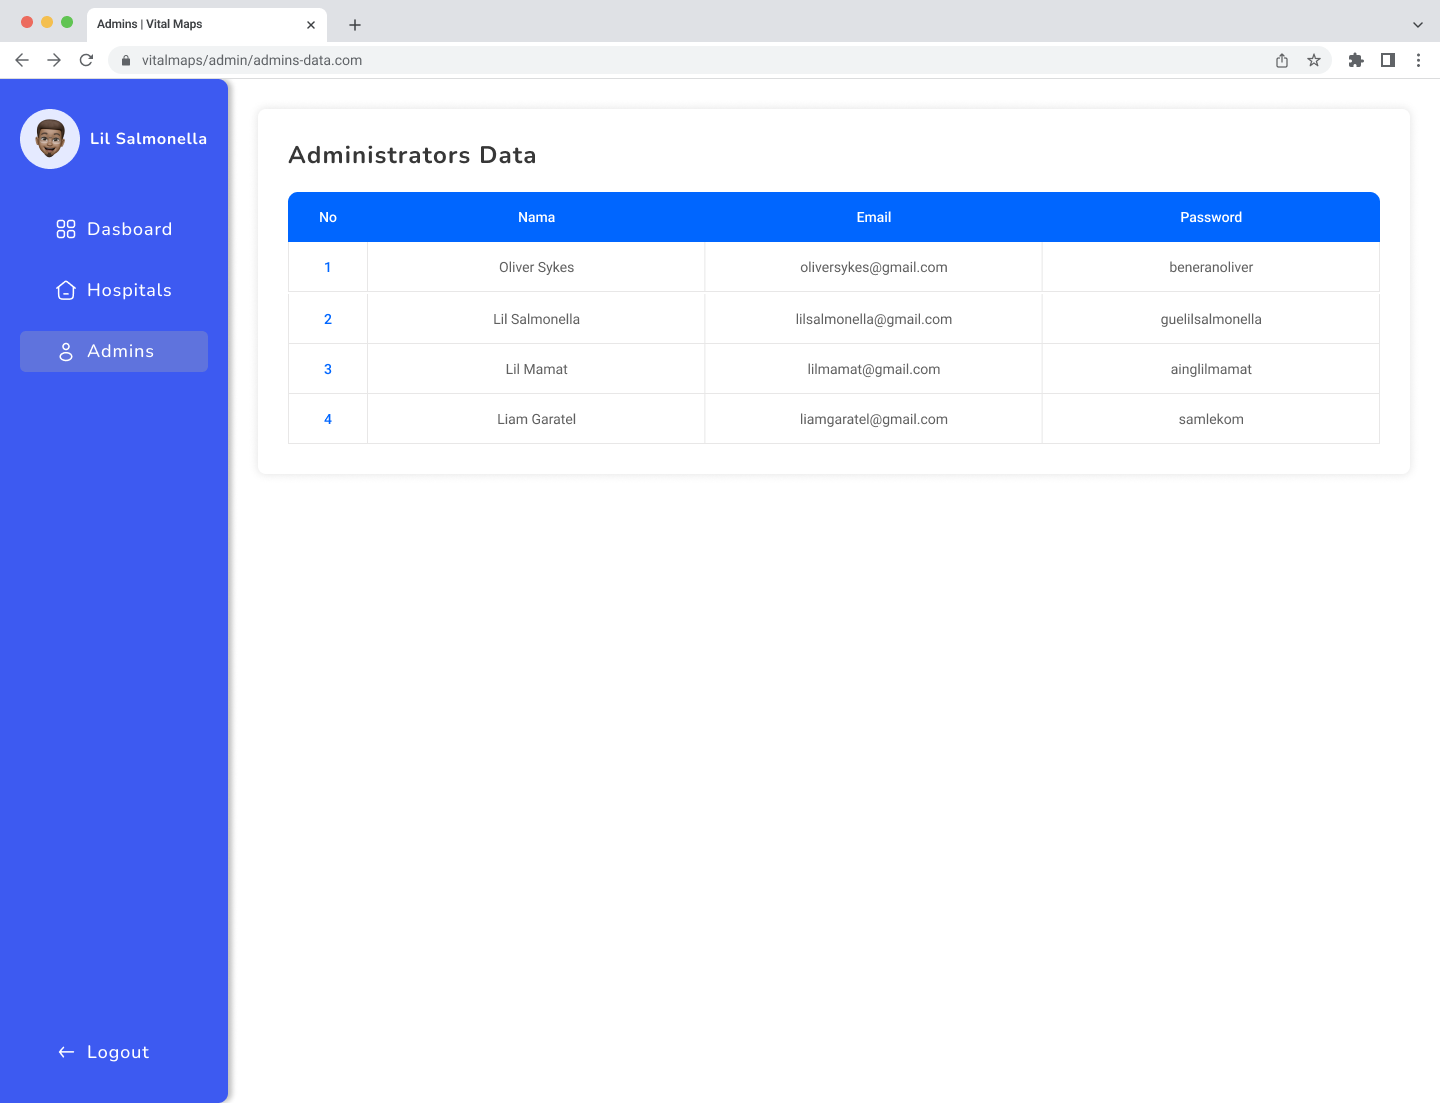 Admins | Vital Maps
vitalmaps/admin/admins-data.com
Lil Salmonella
Dasboard
Hospitals
Admins
Logout
Administrators Data
No Nama Email Password
1 Oliver Sykes oliversykes@gmail.com beneranoliver
2 Lil Salmonella lilsalmonella@gmail.com guelilsalmonella
3 Lil Mamat lilmamat@gmail.com ainglilmamat
4 Liam Garatel liamgaratel@gmail.com samlekom